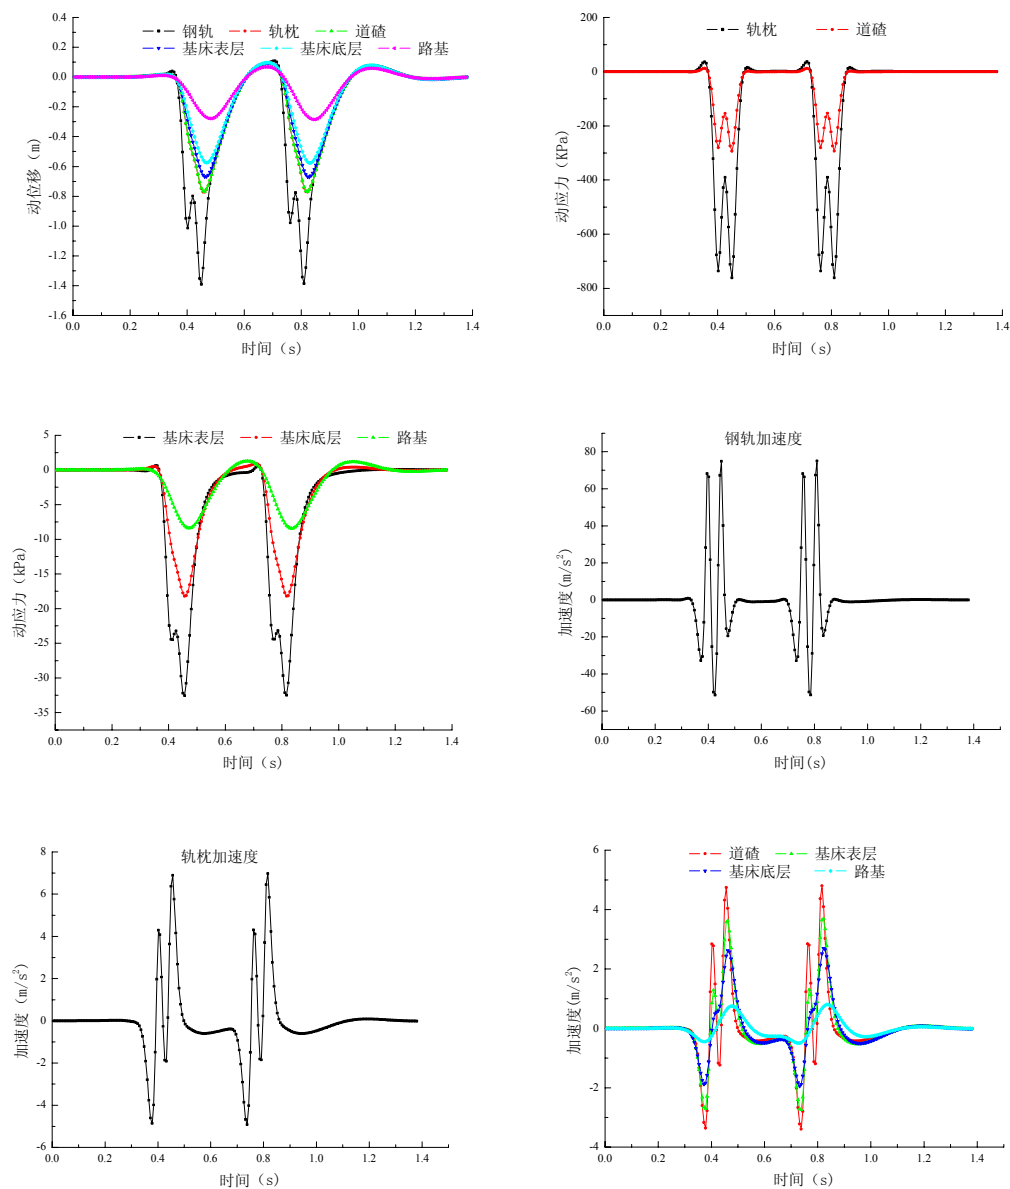 钢轨 轨枕 道碴
基床表层 基床底层 路基
0.4
0.2
0.0
-0.2
-0.4
-0.6
-0.8
-1.0
-1.2
-1.4
-1.6
动位移（m）
0.0 0.2 0.4 0.6 0.8 1.0 1.2 1.4
时间（s）
轨枕 道碴
200
0
-200
-400
-600
-800
动应力（KPa）
0.0 0.2 0.4 0.6 0.8 1.0 1.2 1.4
时间（s）
基床表层 基床底层 路基
5
0
-5
-10
-15
-20
-25
-30
-35
动应力（kPa）
0.0 0.2 0.4 0.6 0.8 1.0 1.2 1.4
时间（s）
钢轨加速度
80
60
40
20
0
-20
-40
-60
加速度(m/s²)
0.0 0.2 0.4 0.6 0.8 1.0 1.2 1.4
时间(s)
轨枕加速度
8
6
4
2
0
-2
-4
-6
加速度（m/s²）
0.0 0.2 0.4 0.6 0.8 1.0 1.2 1.4
时间（s）
道碴 基床表层
基床底层 路基
6
4
2
0
-2
-4
加速度(m/s²)
0.0 0.2 0.4 0.6 0.8 1.0 1.2 1.4
时间（s）